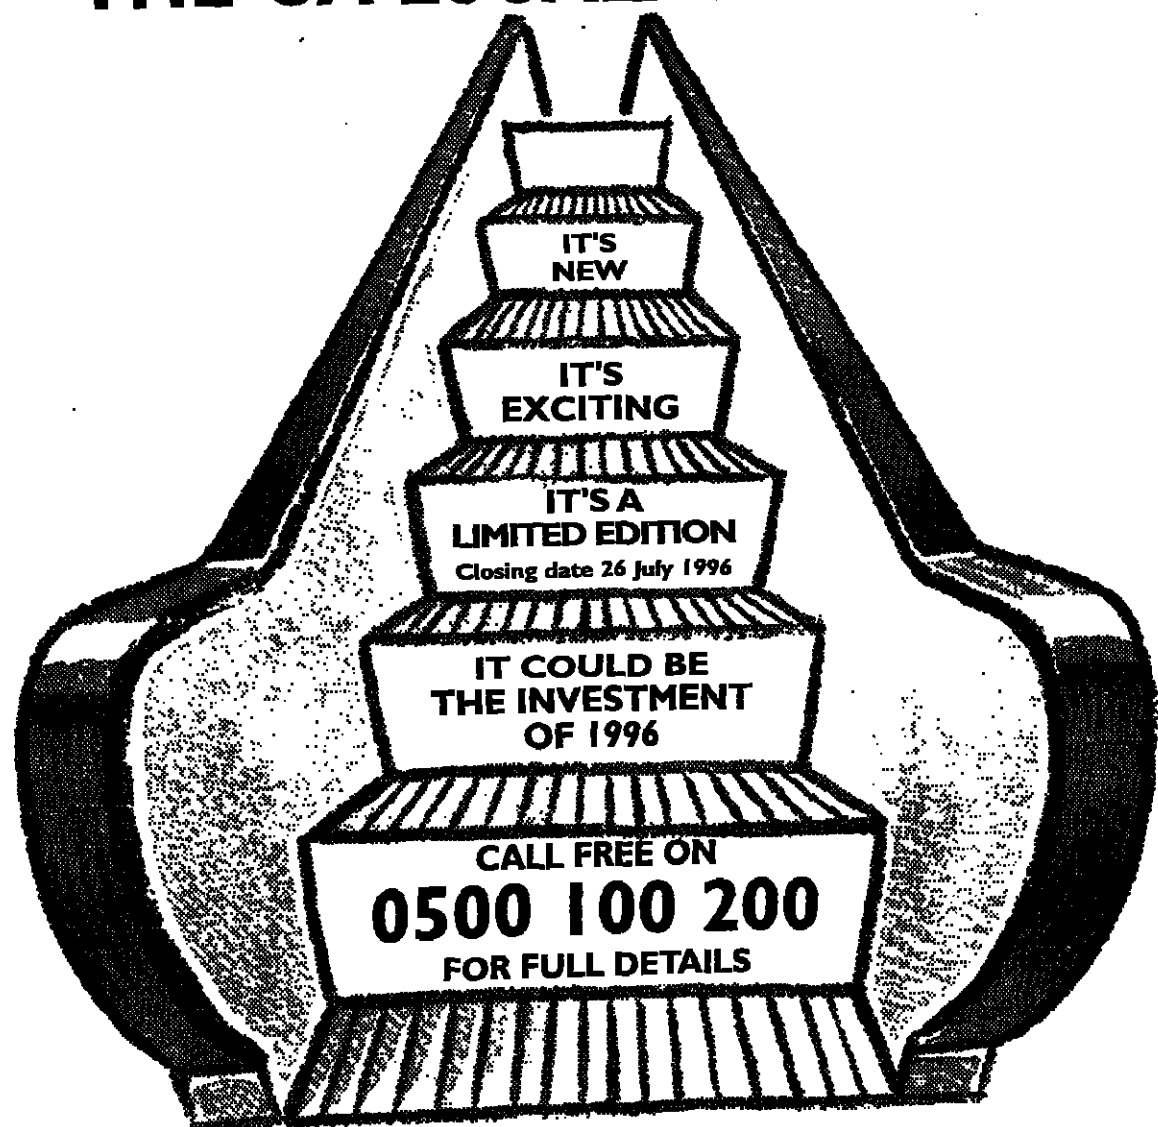 THE
IT'S
NEW
IT'S
EXCITING
IT'S A
LIMITED EDITION
Closing date 26 July 1996
IT COULD BE
THE INVESTMENT
OF 1996
CALL FREE ON
0500 100 200
FOR FULL DETAILS